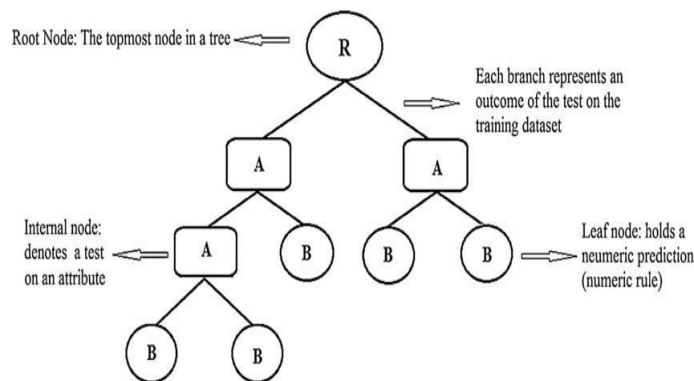 Root Node: The topmost node in a tree
R
Each branch represents an
outcome of the test on the
training dataset
A
A
Internal node:
denotes a test
on an attribute
A
B
B
B
Leaf node: holds a
neumeric prediction
(numeric rule)
B
B